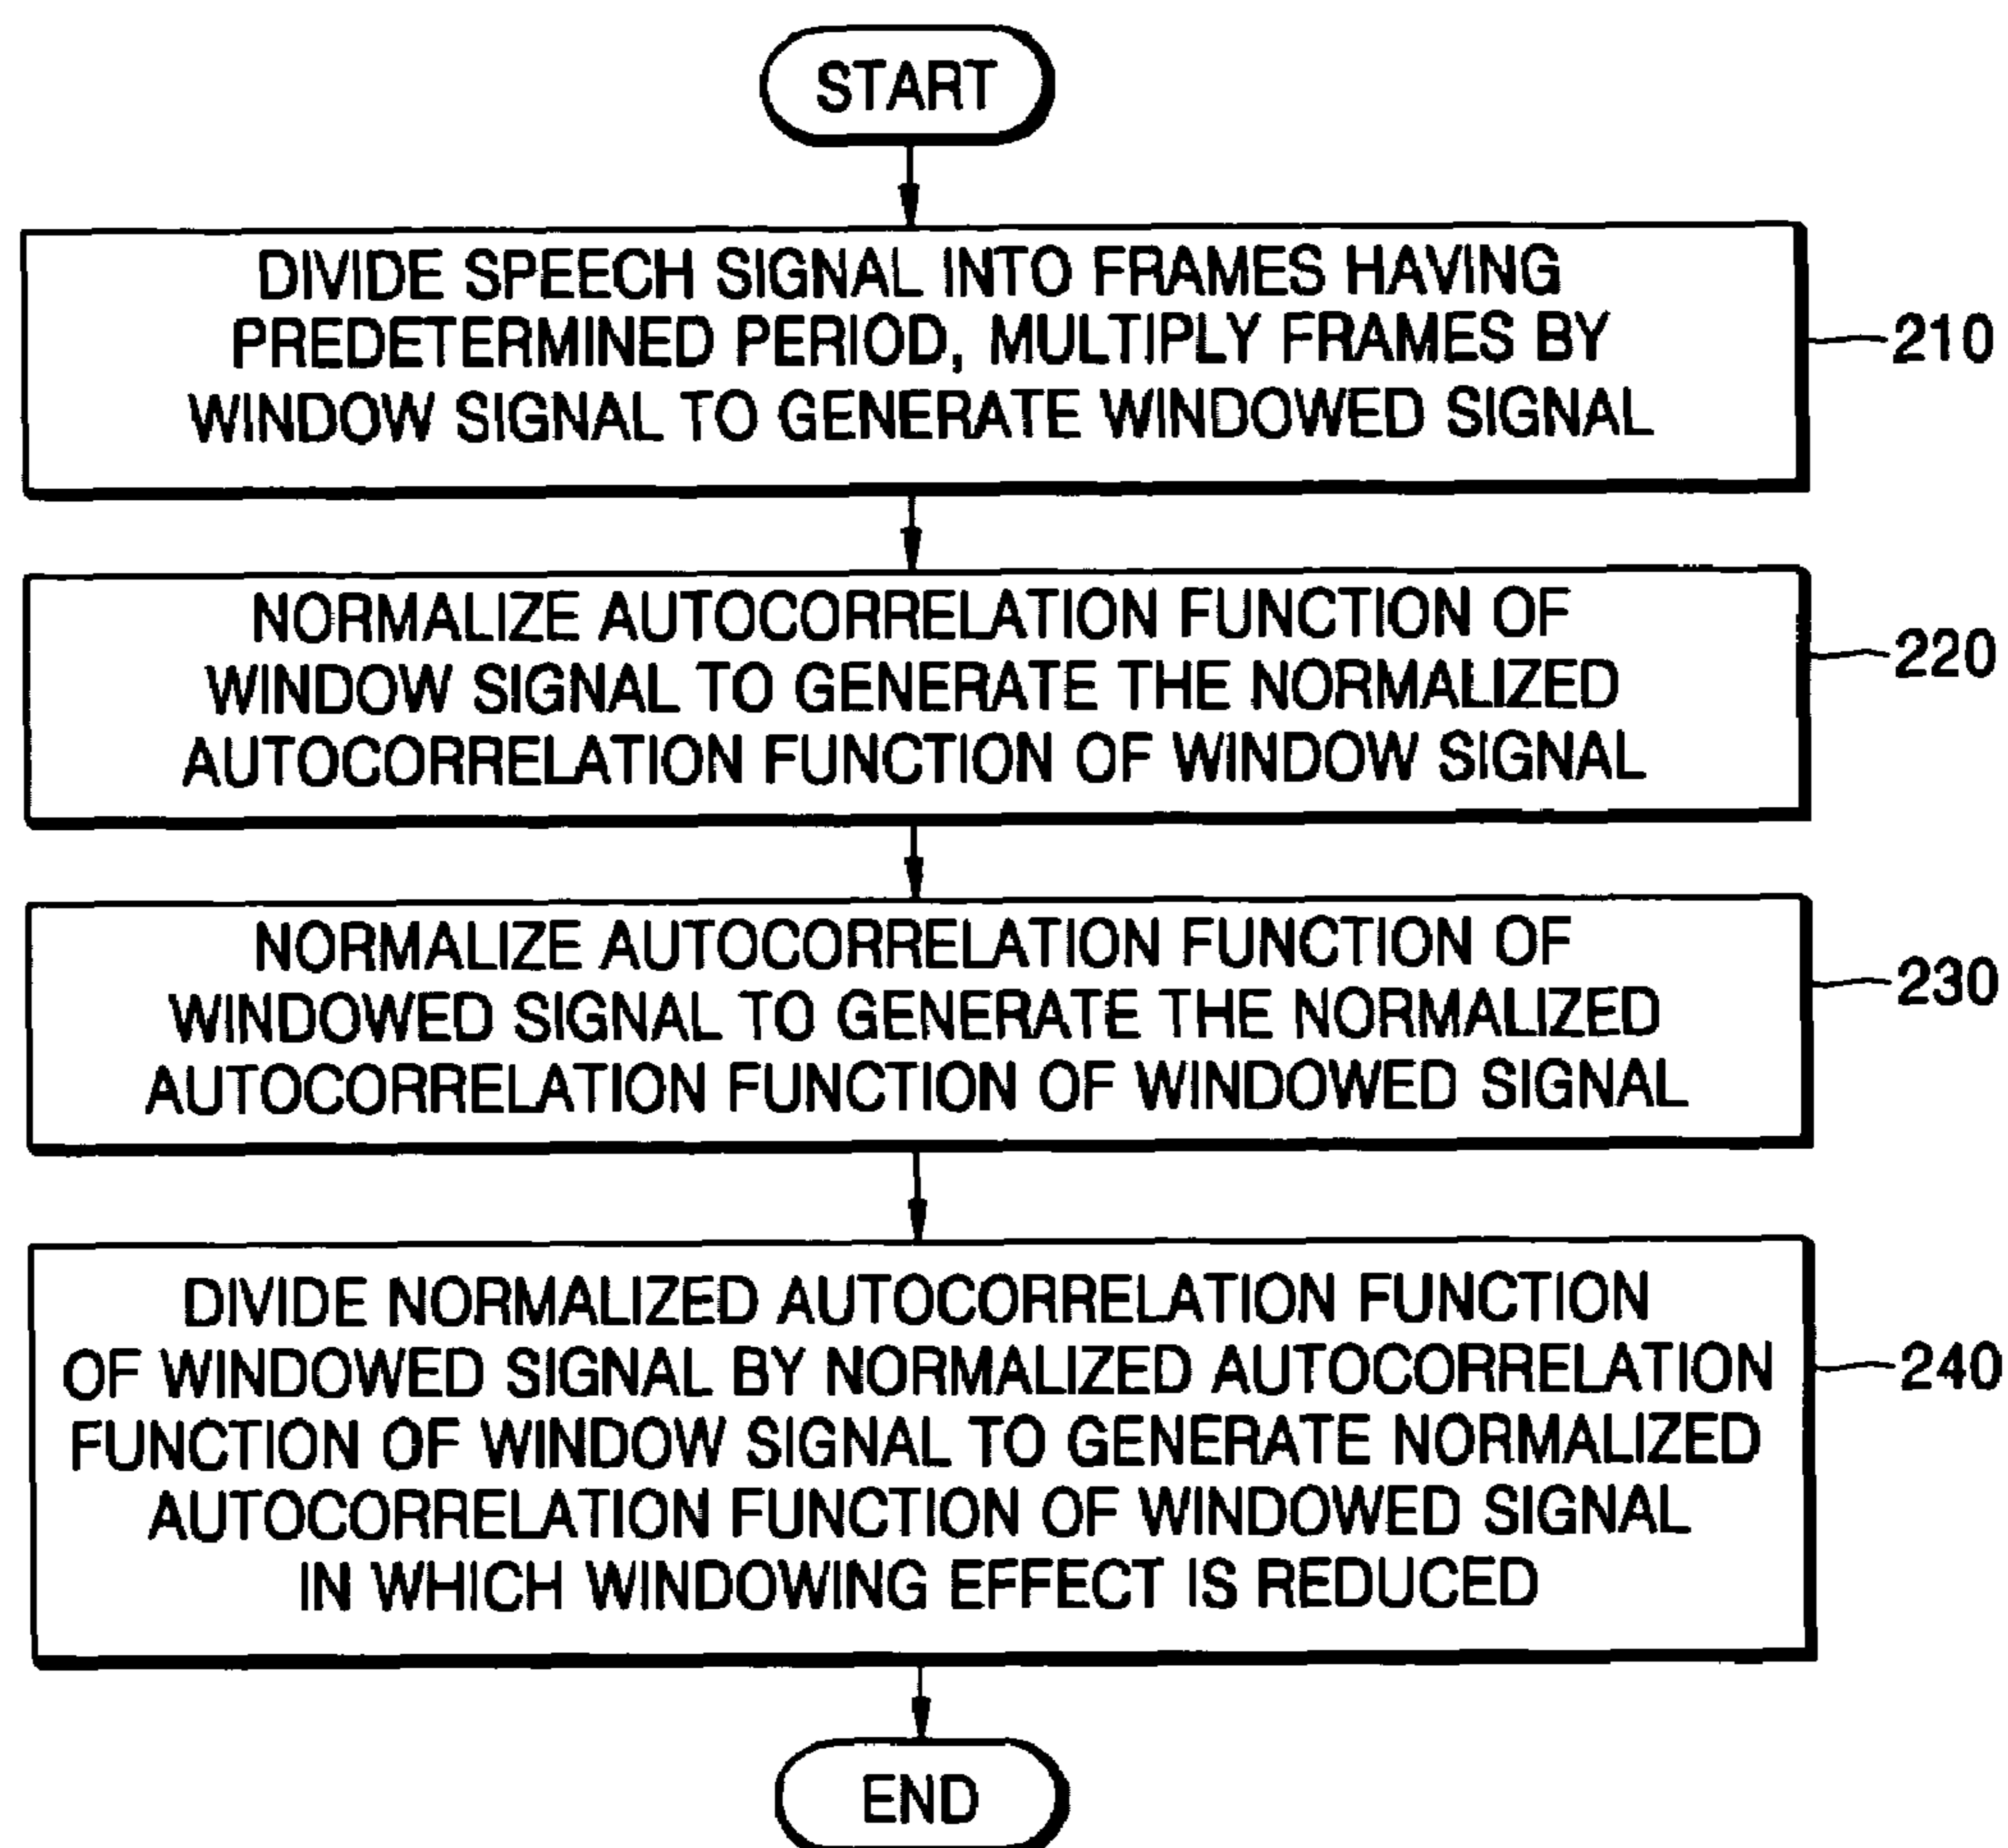 START
DIVIDE SPEECH SIGNAL INTO FRAMES HAVING
PREDETERMINED PERIOD, MULTIPLY FRAMES BY
WINDOW SIGNAL TO GENERATE WINDOWED SIGNAL
210
NORMALIZE AUTOCORRELATION FUNCTION OF
WINDOW SIGNAL TO GENERATE THE NORMALIZED
AUTOCORRELATION FUNCTION OF WINDOW SIGNAL
220
NORMALIZE AUTOCORRELATION FUNCTION OF
WINDOWED SIGNAL TO GENERATE THE NORMALIZED
AUTOCORRELATION FUNCTION OF WINDOWED SIGNAL
230
DIVIDE NORMALIZED AUTOCORRELATION FUNCTION
OF WINDOWED SIGNAL BY NORMALIZED AUTOCORRELATION
FUNCTION OF WINDOW SIGNAL TO GENERATE NORMALIZED
AUTOCORRELATION FUNCTION OF WINDOWED SIGNAL
IN WHICH WINDOWING EFFECT IS REDUCED
240
END